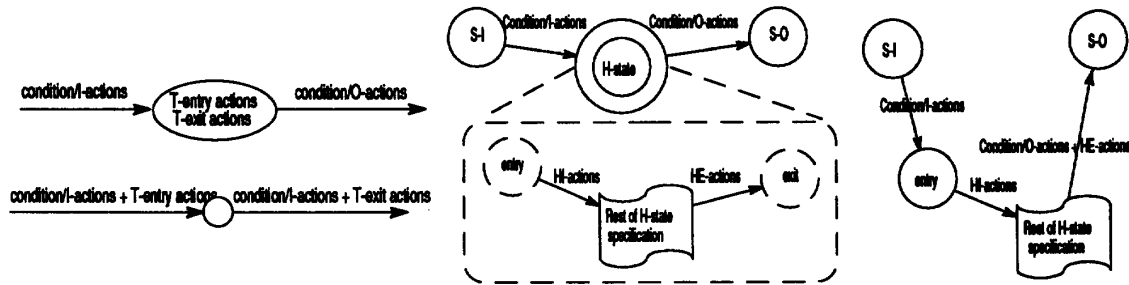 condition/I-actions
T-entry actions
T-exit actions
condition/O-actions
condition/I-actions + T-entry actions
condition/I-actions + T-exit actions
S-I
Condition/I-actions
H-state
Condition/O-actions
S-O
entry
HI-actions
HE-actions
exit
Rest of H-state
specification
S-I
S-O
Condition/I-actions
Condition/O-actions + HE-actions
entry
HI-actions
Rest of H-state
specification